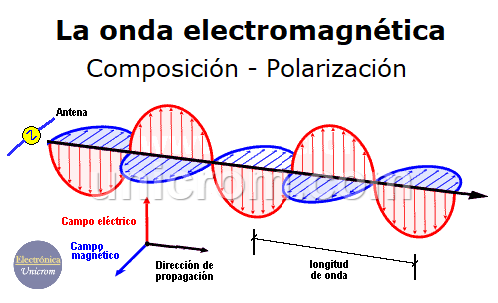 La onda electromagnética
Composición - Polarización
Antena
unicrom.com
Campo eléctrico
Campo
magnético
Dirección de
propagación
longitud
de onda
Electrónica
Unicrom